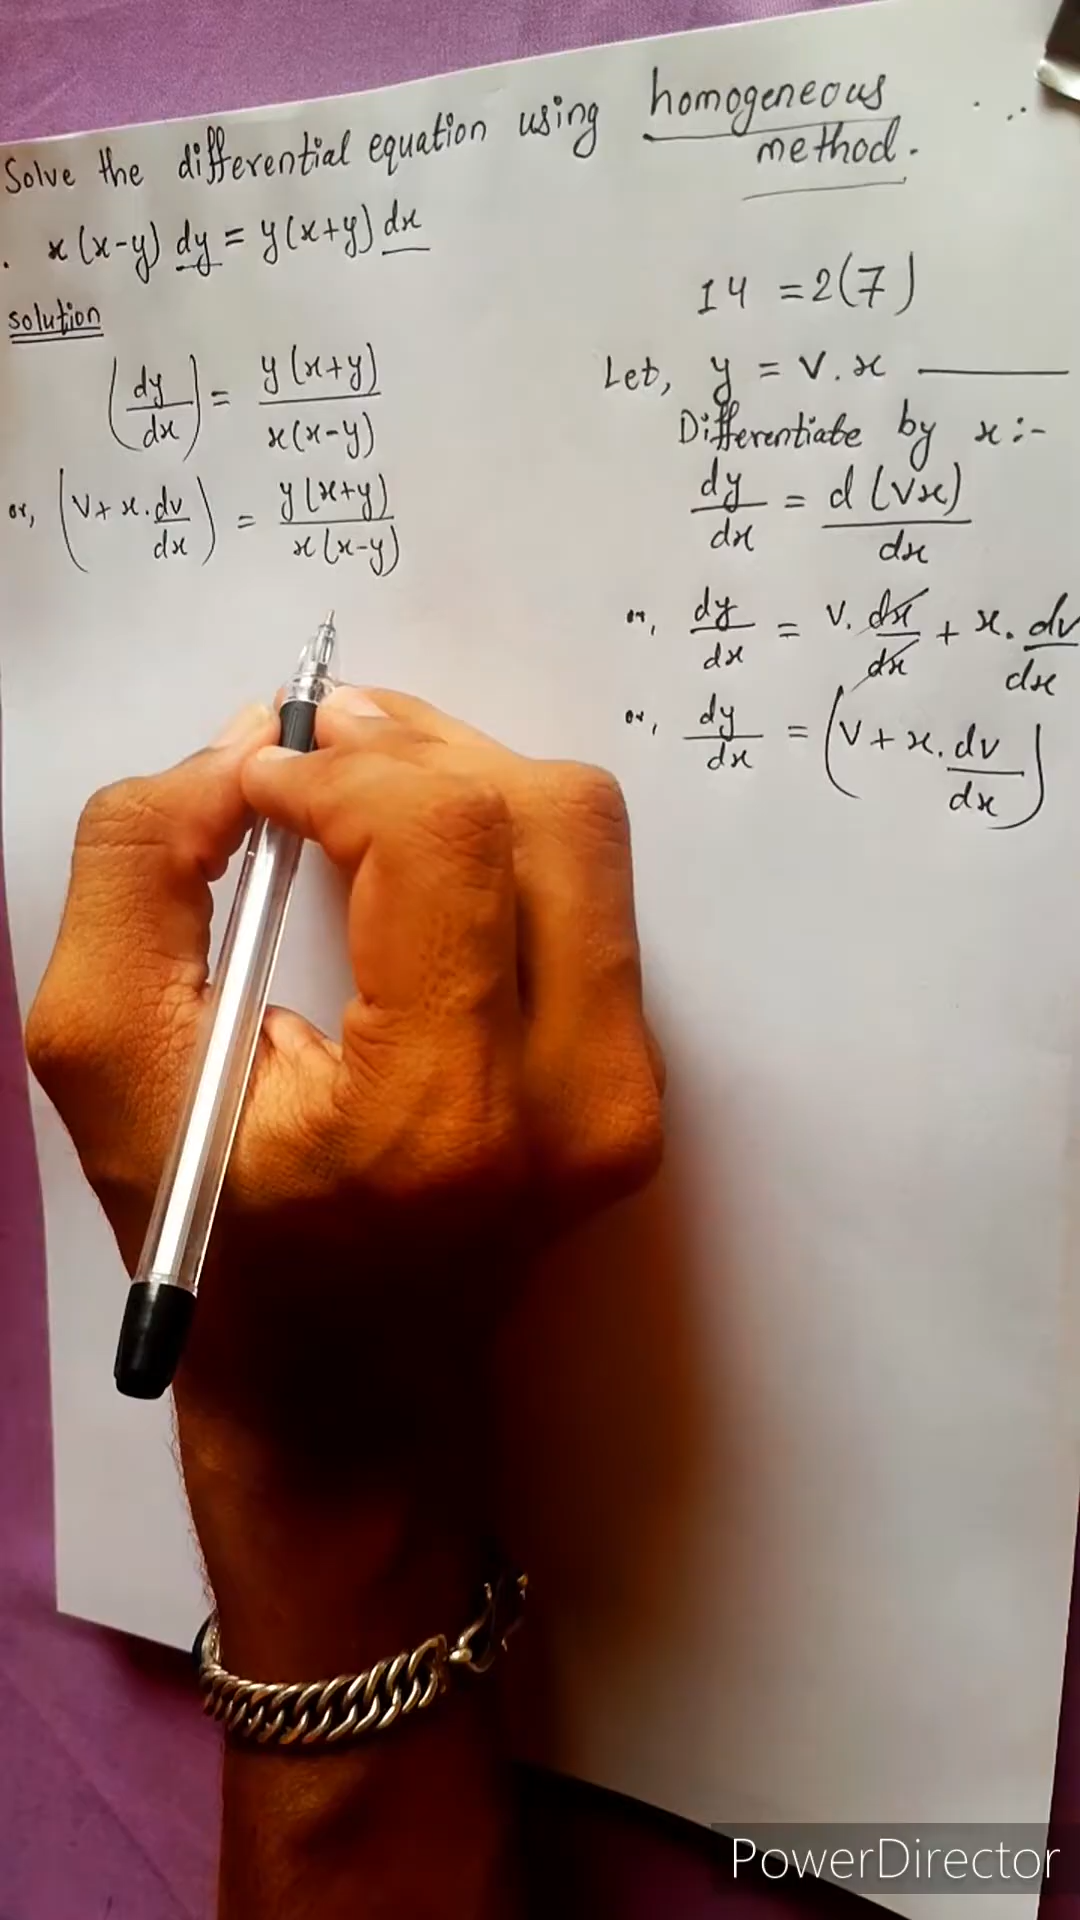 Solve the differential equation using homogeneous method.
x(x-y) dy = y(x+y) dx
solution
(dy/dx) = y(x+y)/x(x-y)
or, (v+x.dv/dx) = y(x+y)/x(x-y)
14 = 2(7)
Let, y = v.x
Differentiate by x:-
dy/dx = d(vx)/dx
or, dy/dx = v.dx/dx + x.dv/dx
or, dy/dx = (v+x.dv/dx)
PowerDirector